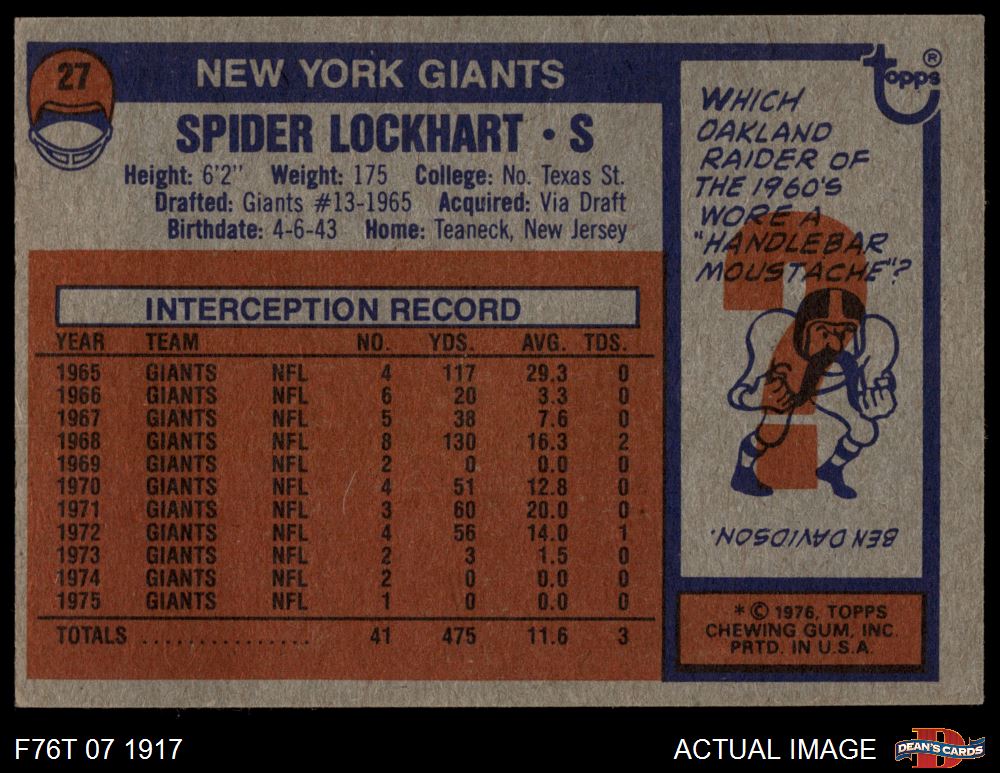 27
NEW YORK GIANTS
SPIDER LOCKHART • S
Height: 6'2" Weight: 175 College: No. Texas St.
Drafted: Giants #13-1965 Acquired: Via Draft
Birthdate: 4-6-43 Home: Teaneck, New Jersey
INTERCEPTION RECORD
YEAR TEAM NO. YDS. AVG. TDS.
1965 GIANTS NFL 4 117 29.3 0
1966 GIANTS NFL 6 20 3.3 0
1967 GIANTS NFL 5 38 7.6 0
1968 GIANTS NFL 8 130 16.3 2
1969 GIANTS NFL 2 0 0.0 0
1970 GIANTS NFL 4 51 12.8 0
1971 GIANTS NFL 3 60 20.0 0
1972 GIANTS NFL 4 56 14.0 1
1973 GIANTS NFL 2 3 1.5 0
1974 GIANTS NFL 2 0 0.0 0
1975 GIANTS NFL 1 0 0.0 0
TOTALS ................ 41 475 11.6 3
topps ®
WHICH
OAKLAND
RAIDER OF
THE 1960'S
WORE A
"HANDLEBAR
MOUSTACHE"?
?
BEN DAVIDSON.
* © 1976, TOPPS
CHEWING GUM, INC.
PRTD. IN U.S.A.
F76T 07 1917
ACTUAL IMAGE
D
DEAN'S CARDS